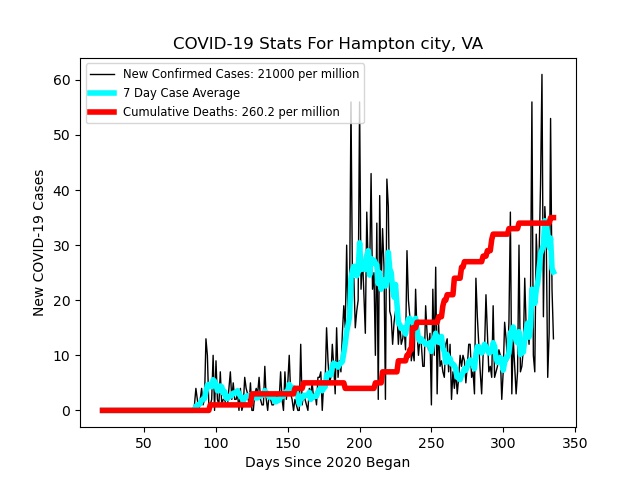 COVID-19 Stats For Hampton city, VA
New Confirmed Cases: 21000 per million
7 Day Case Average
Cumulative Deaths: 260.2 per million
New COVID-19 Cases
60
50
40
30
20
10
0
50 100 150 200 250 300 350
Days Since 2020 Began